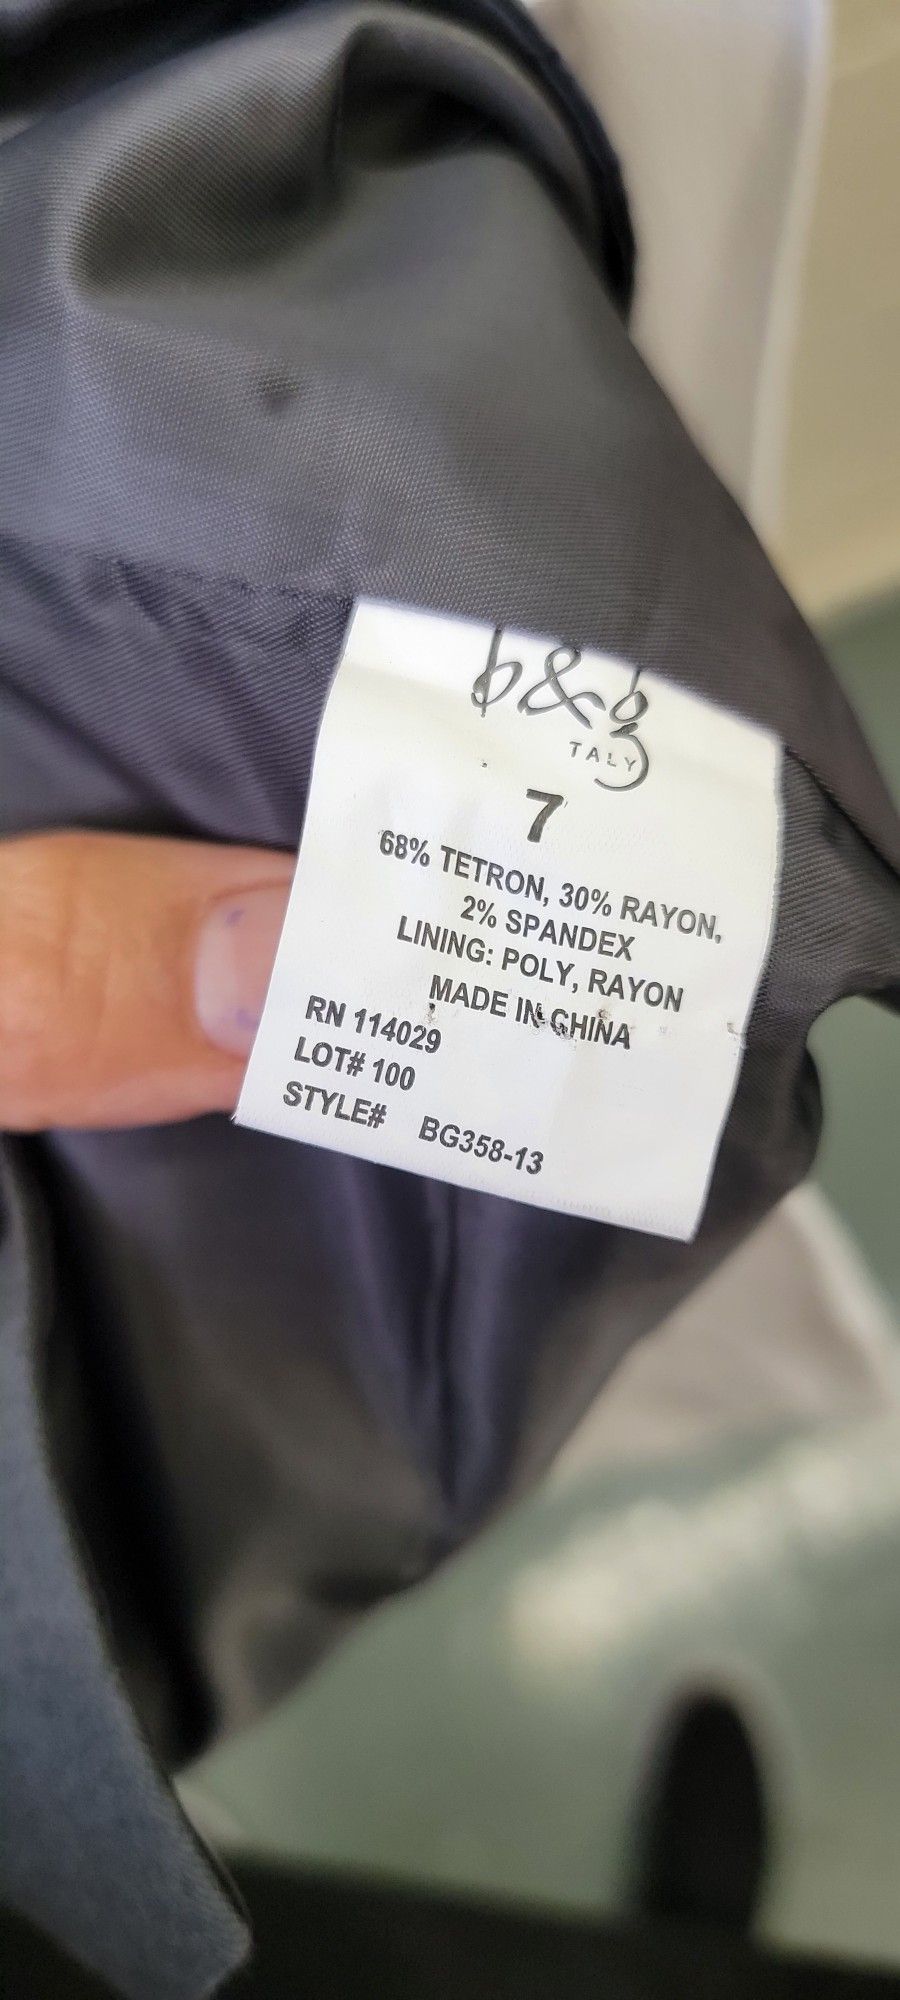 b&g
TALY
7
68% TETRON, 30% RAYON,
2% SPANDEX
LINING: POLY, RAYON
MADE IN CHINA
RN 114029
LOT# 100
STYLE# BG358-13